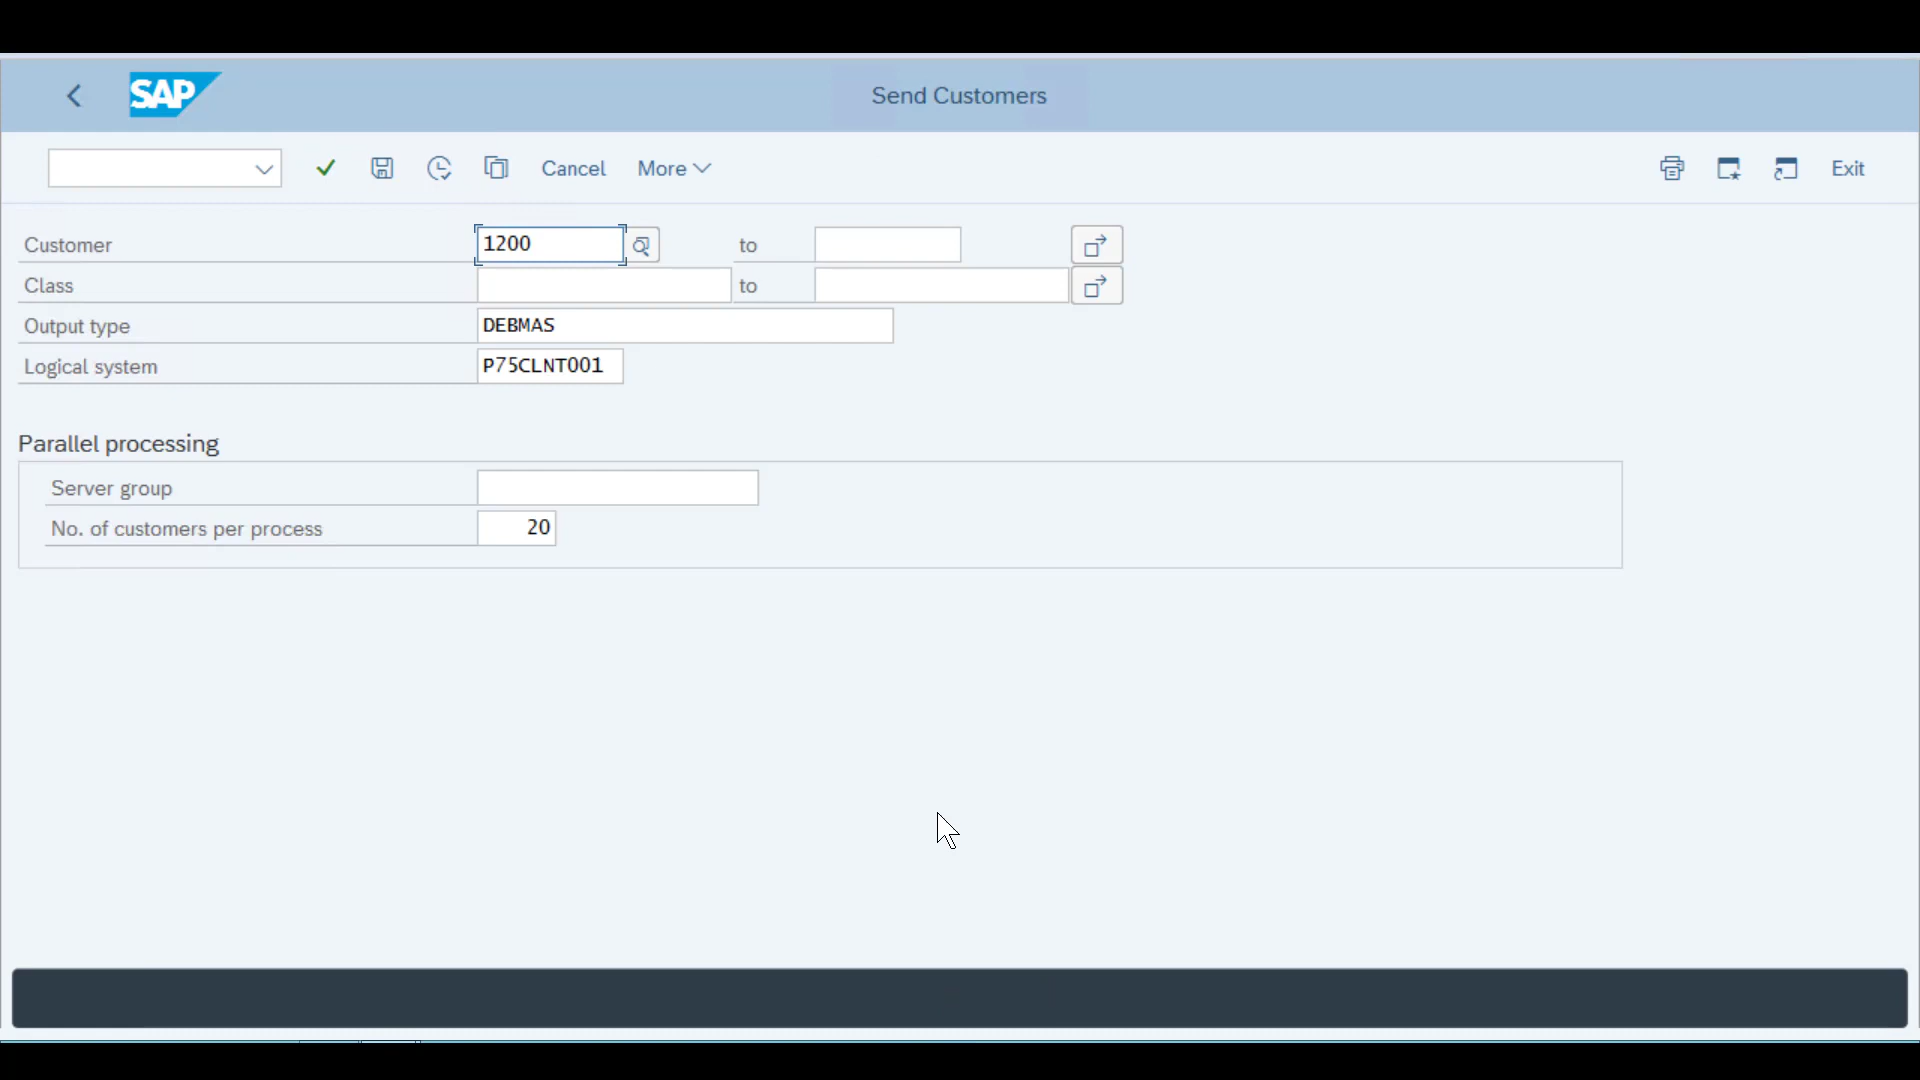 SAP
Send Customers
Cancel More Exit
Customer 1200 to
Class to
Output type DEBMAS
Logical system P75CLNT001
Parallel processing
Server group
No. of customers per process 20